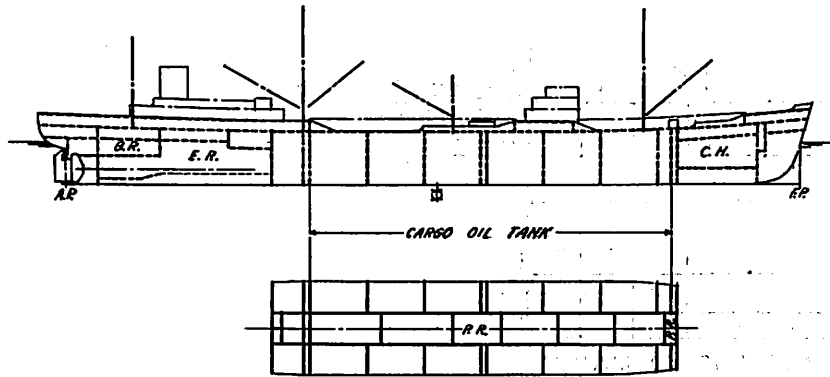 B.R.
E.R.
C.H.
A.P.
F.P.
CARGO OIL TANK
P.R.
P.R.